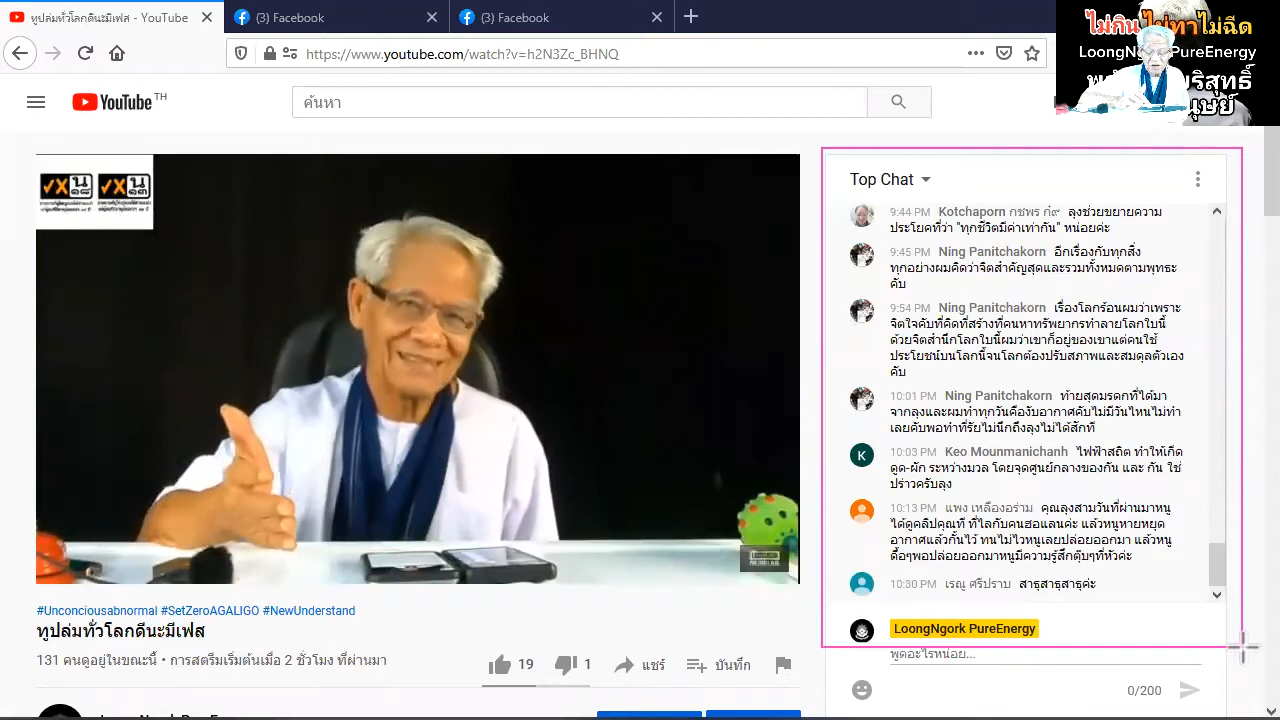 ทูปล่มทั่วโลกดีนะมีเฟส - YouTube
(3) Facebook
(3) Facebook
https://www.youtube.com/watch?v=h2N3Zc_BHNQ
ไม่กิน ไม่ทา ไม่ฉีด
PureEnergy
YouTube TH
ค้นหา
Top Chat
9:44 PM Kotchaporn กชพร ก๋ง ลุงช่วยขยายความ
ประโยคที่ว่า "ทุกชีวิตมีค่าเท่ากัน" หน่อยค่ะ
9:45 PM Ning Panitchakorn อีกเรื่องกับทุกสิ่ง
ทุกอย่างผมคิดว่าจิตสำคัญสุดและรวมทั้งหมดตามพุทธะ
คับ
9:54 PM Ning Panitchakorn เรื่องโลกร้อนผมว่าเพราะ
จิตใจคับที่คิดที่สร้างที่คนหาทรัพยากรทำลายโลกใบนี้
ด้วยจิตสำนึกโลกใบนี้ผมว่าเขาก็อยู่ของเขาแต่คนใช้
ประโยชน์บนโลกนี้จนโลกต้องปรับสภาพและสมดุลตัวเอง
คับ
10:01 PM Ning Panitchakorn ท้ายสุดมรดกที่ได้มา
จากลุงและผมทำทุกวันคืองับอากาศคับไม่มีวันไหนไม่ทำ
เลยคับพอทำที่รัยไม่นึกถึงลุงไม่ได้สักที
K
10:03 PM Keo Mounmanichanh ไฟฟ้าสถิต ทำให้เกิด
ดูด-ผัก ระหว่างมวล โดยจุดศูนย์กลางของกัน และ กัน ใช่
ปร่าวครับลุง
10:13 PM แพง เหลืองอร่าม คุณลุงสามวันที่ผ่านมาหนู
ได้ดูคลิปคุณที ที่ไลกับคนฮอแลนค่ะ แล้วหนูหายหยุด
อากาศแล้วกั้นไว้ ทนไม่ไวหนูเลยปล่อยออกมา แล้วหนู
ดื้อๆพอปล่อยออกมาหนูมีความรู้สึกตุ๊บๆที่หัวค่ะ
10:30 PM เรณู ศรีปราบ สาธุสาธุสาธุค่ะ
LoongNgork PureEnergy
พูดอะไรหน่อย...
0/200
#Unconciousabnormal #SetZeroAGALIGO #NewUnderstand
ทูปล่มทั่วโลกดีนะมีเฟส
131 คนดูอยู่ในขณะนี้ • การสตรีมเริ่มต้นเมื่อ 2 ชั่วโมง ที่ผ่านมา
19
1
แชร์
บันทึก